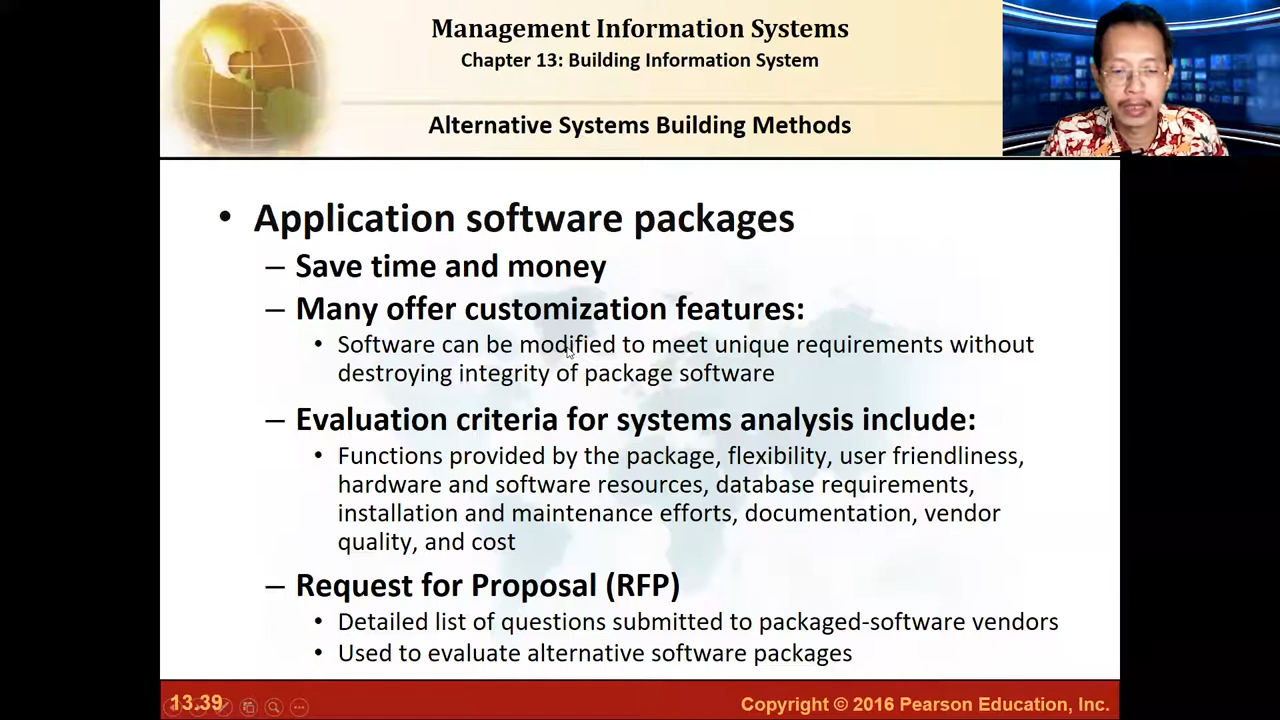 Management Information Systems
Chapter 13: Building Information System
Alternative Systems Building Methods
• Application software packages
– Save time and money
– Many offer customization features:
• Software can be modified to meet unique requirements without
destroying integrity of package software
– Evaluation criteria for systems analysis include:
• Functions provided by the package, flexibility, user friendliness,
hardware and software resources, database requirements,
installation and maintenance efforts, documentation, vendor
quality, and cost
– Request for Proposal (RFP)
• Detailed list of questions submitted to packaged-software vendors
• Used to evaluate alternative software packages
13.39
Copyright © 2016 Pearson Education, Inc.